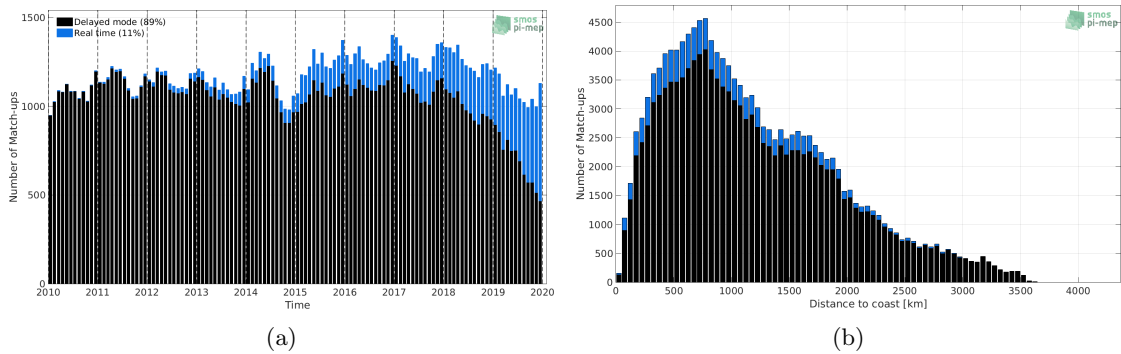 Delayed mode (89%)
Real time (11%)
smos
pi-mep
Number of Match-ups
1500
1000
500
0
2010 2011 2012 2013 2014 2015 2016 2017 2018 2019 2020
Time
(a)
smos
pi-mep
Number of Match-ups
4500
4000
3500
3000
2500
2000
1500
1000
500
0
0 500 1000 1500 2000 2500 3000 3500 4000
Distance to coast [km]
(b)